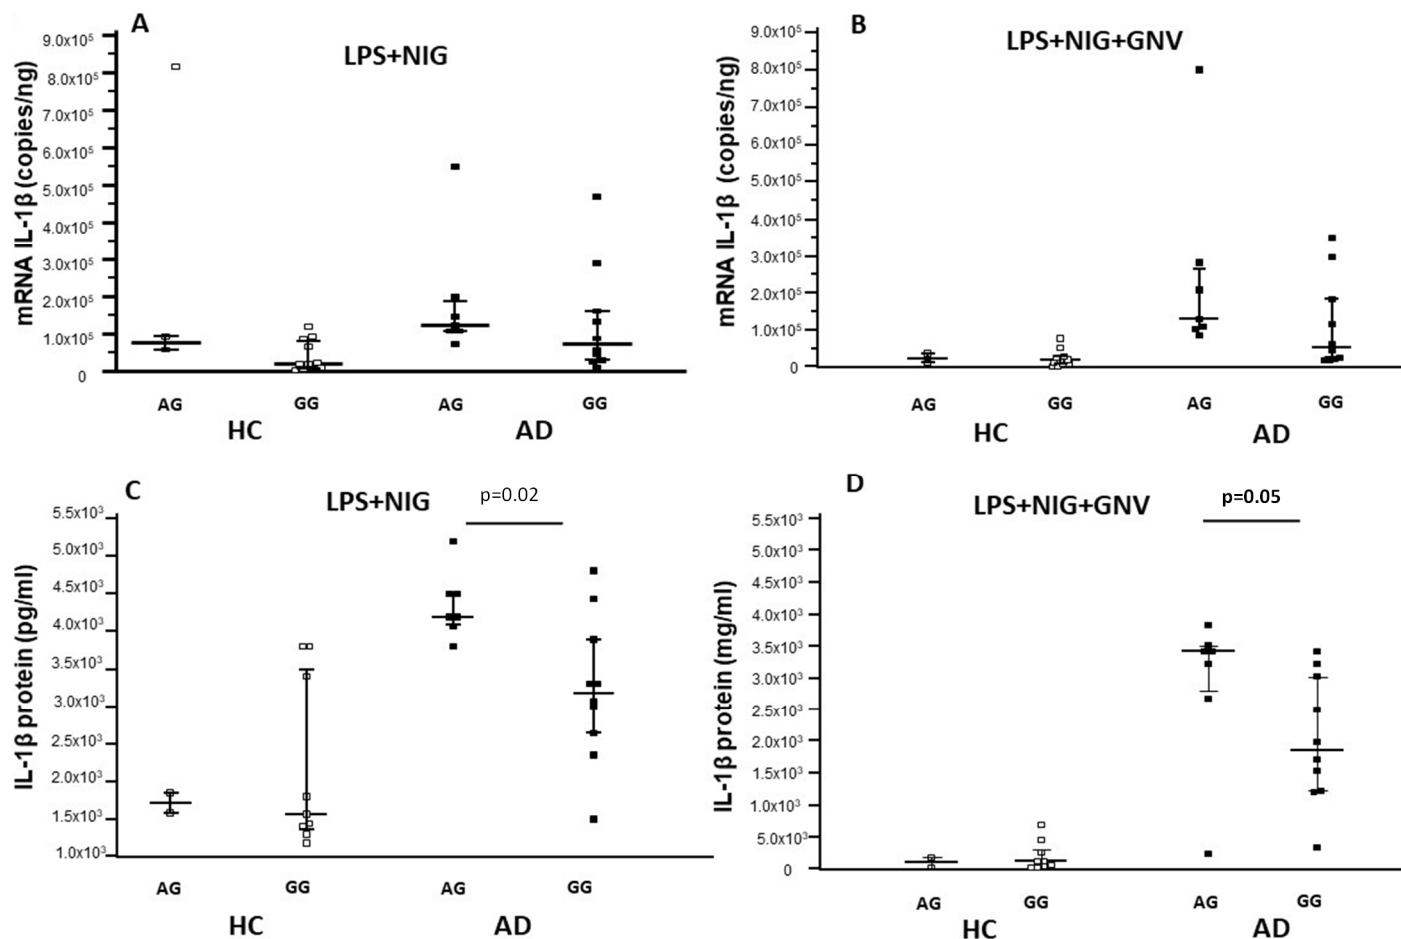 A
LPS+NIG
mRNA IL-1β (copies/ng)
9.0x10⁵
8.0x10⁵
7.0x10⁵
6.0x10⁵
5.0x10⁵
4.0x10⁵
3.0x10⁵
2.0x10⁵
1.0x10⁵
0
AG GG AG GG
HC AD
B
LPS+NIG+GNV
mRNA IL-1β (copies/ng)
9.0x10⁵
8.0x10⁵
7.0x10⁵
6.0x10⁵
5.0x10⁵
4.0x10⁵
3.0x10⁵
2.0x10⁵
1.0x10⁵
0
AG GG AG GG
HC AD
C
LPS+NIG
p=0.02
IL-1β protein (pg/ml)
5.5x10³
5.0x10³
4.5x10³
4.0x10³
3.5x10³
3.0x10³
2.5x10³
2.0x10³
1.5x10³
1.0x10³
AG GG AG GG
HC AD
D
LPS+NIG+GNV
p=0.05
IL-1β protein (mg/ml)
5.5x10³
5.0x10³
4.5x10³
4.0x10³
3.5x10³
3.0x10³
2.5x10³
2.0x10³
1.5x10³
1.0x10³
5.0x10³
0
AG GG AG GG
HC AD